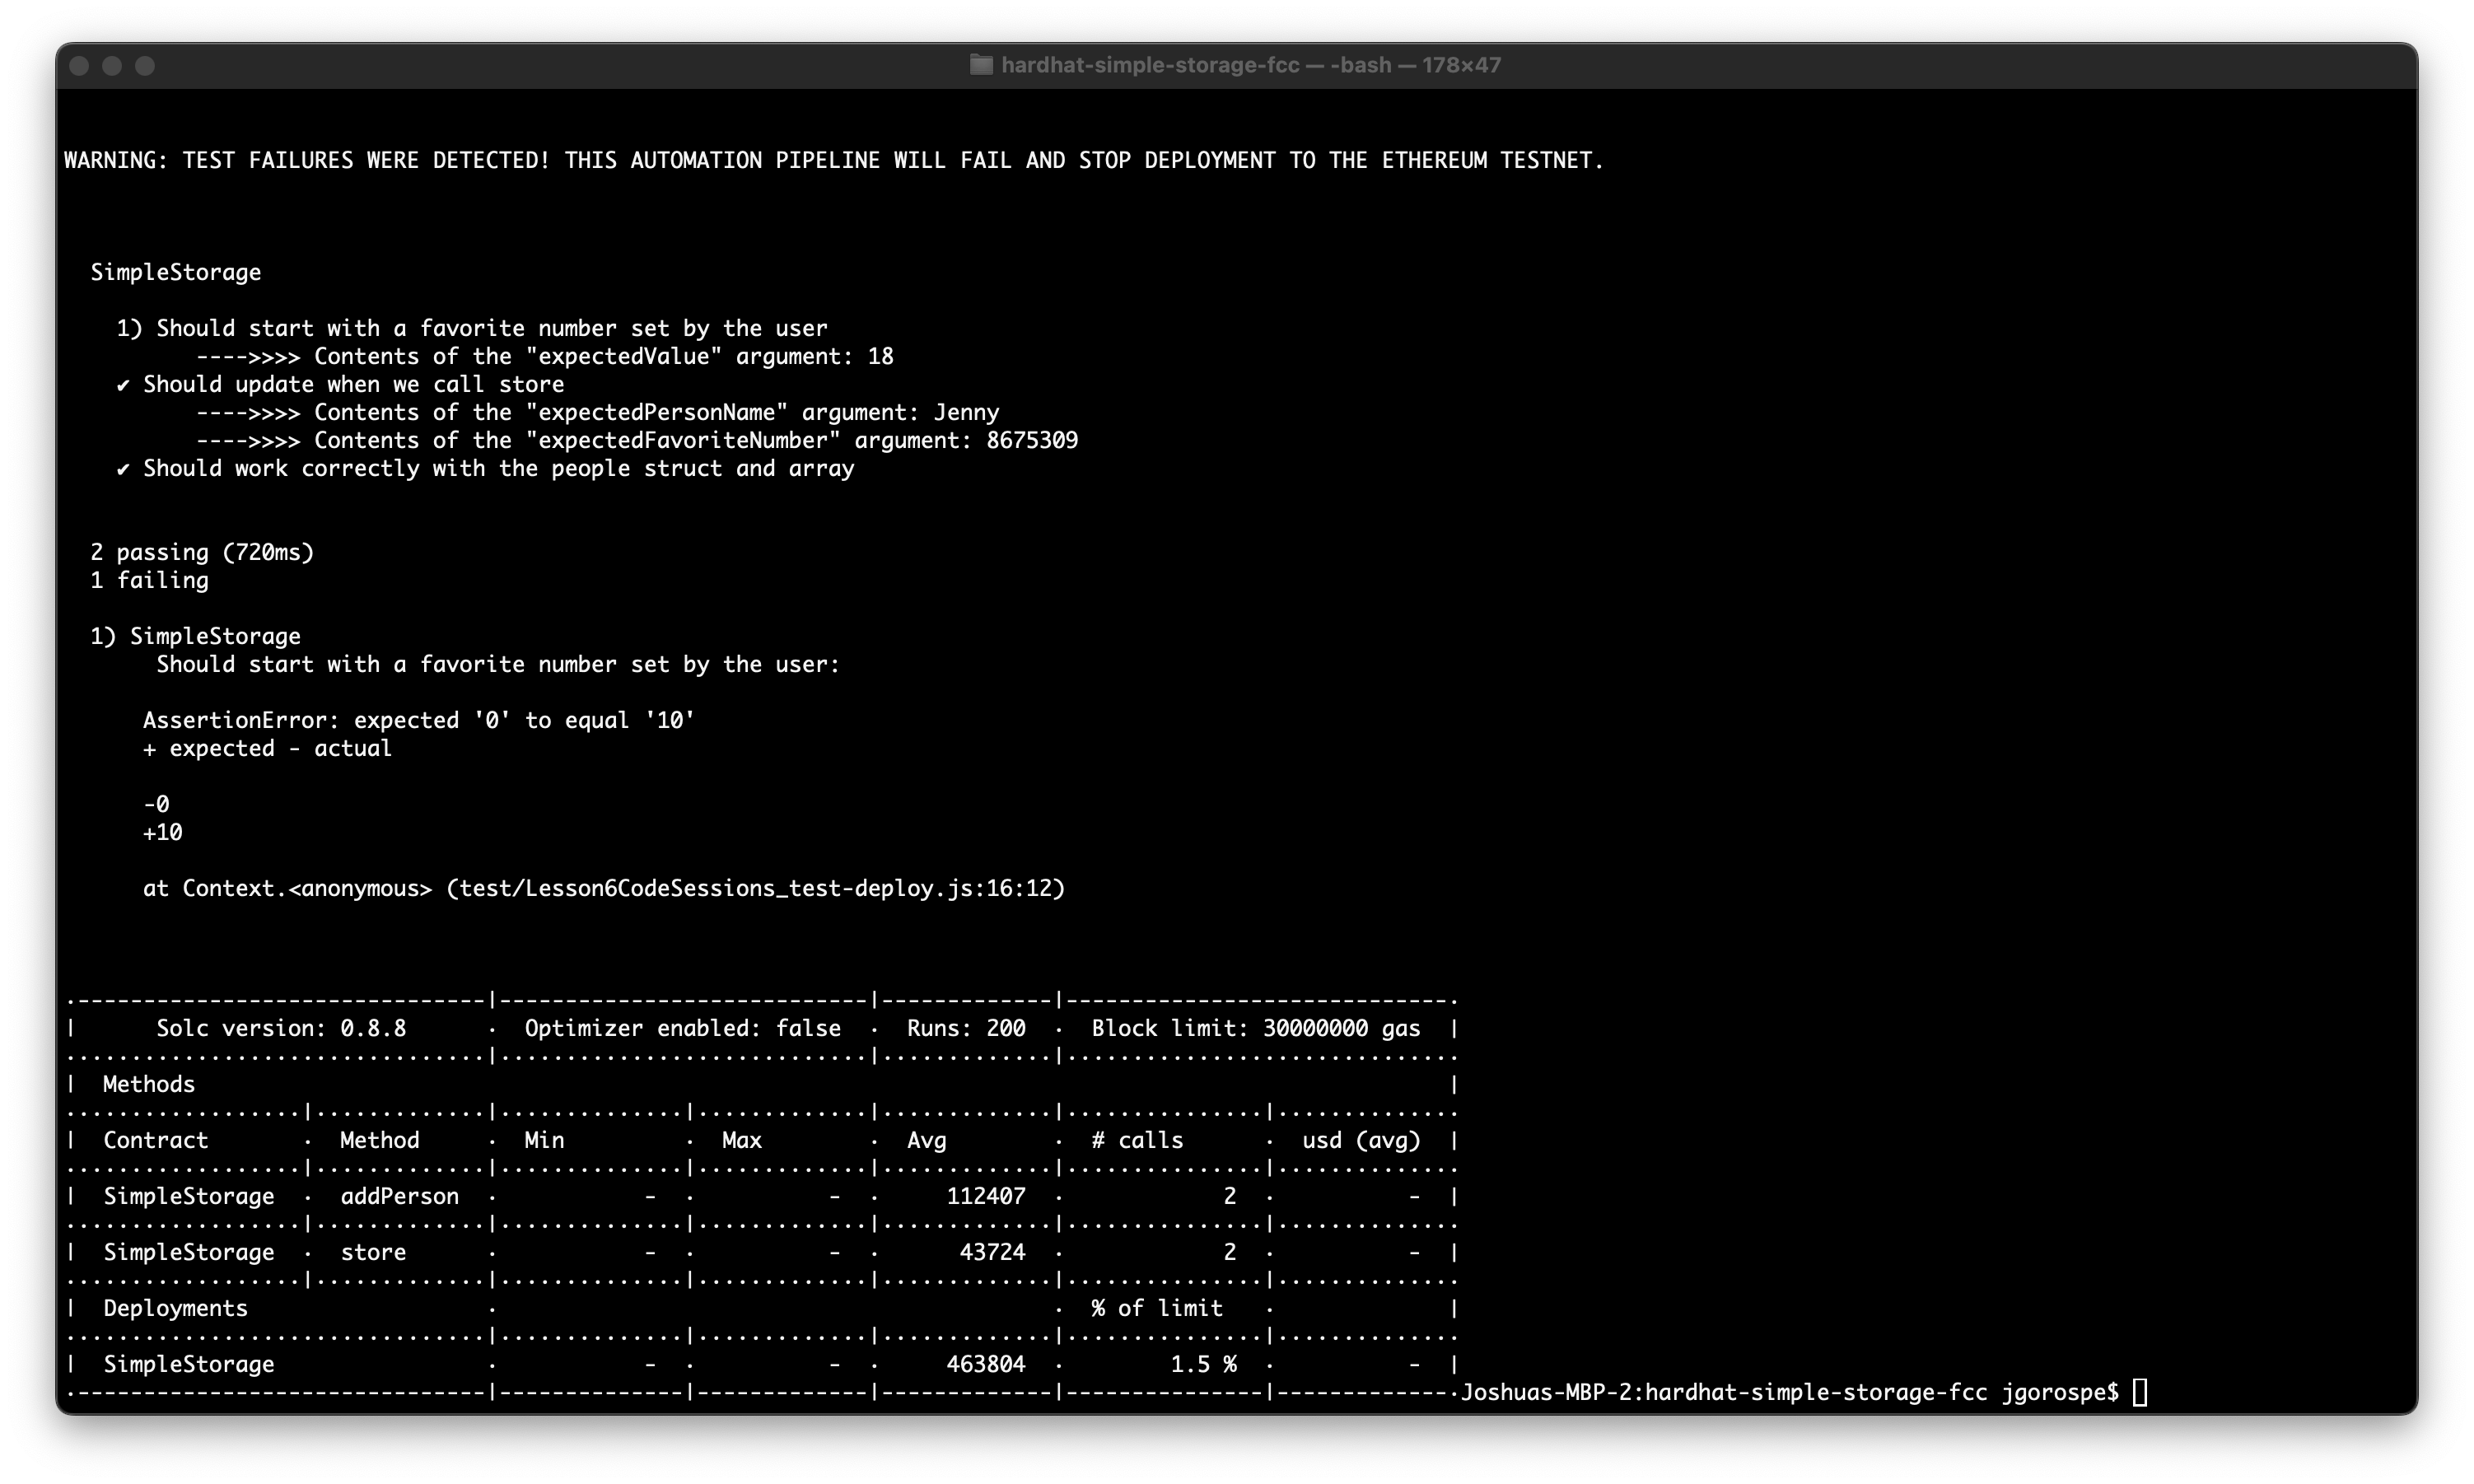 hardhat-simple-storage-fcc — -bash — 178×47
WARNING: TEST FAILURES WERE DETECTED! THIS AUTOMATION PIPELINE WILL FAIL AND STOP DEPLOYMENT TO THE ETHEREUM TESTNET.
SimpleStorage
1) Should start with a favorite number set by the user
---->>>> Contents of the "expectedValue" argument: 18
✔ Should update when we call store
---->>>> Contents of the "expectedPersonName" argument: Jenny
---->>>> Contents of the "expectedFavoriteNumber" argument: 8675309
✔ Should work correctly with the people struct and array
2 passing (720ms)
1 failing
1) SimpleStorage
Should start with a favorite number set by the user:
AssertionError: expected '0' to equal '10'
+ expected - actual
-0
+10
at Context.<anonymous> (test/Lesson6CodeSessions_test-deploy.js:16:12)
| Solc version: 0.8.8 · Optimizer enabled: false · Runs: 200 · Block limit: 30000000 gas |
| Methods |
| Contract · Method · Min · Max · Avg · # calls · usd (avg) |
| SimpleStorage · addPerson · - · - · 112407 · 2 · - |
| SimpleStorage · store · - · - · 43724 · 2 · - |
| Deployments · · % of limit · |
| SimpleStorage · - · - · 463804 · 1.5 % · - |
Joshuas-MBP-2:hardhat-simple-storage-fcc jgorospe$